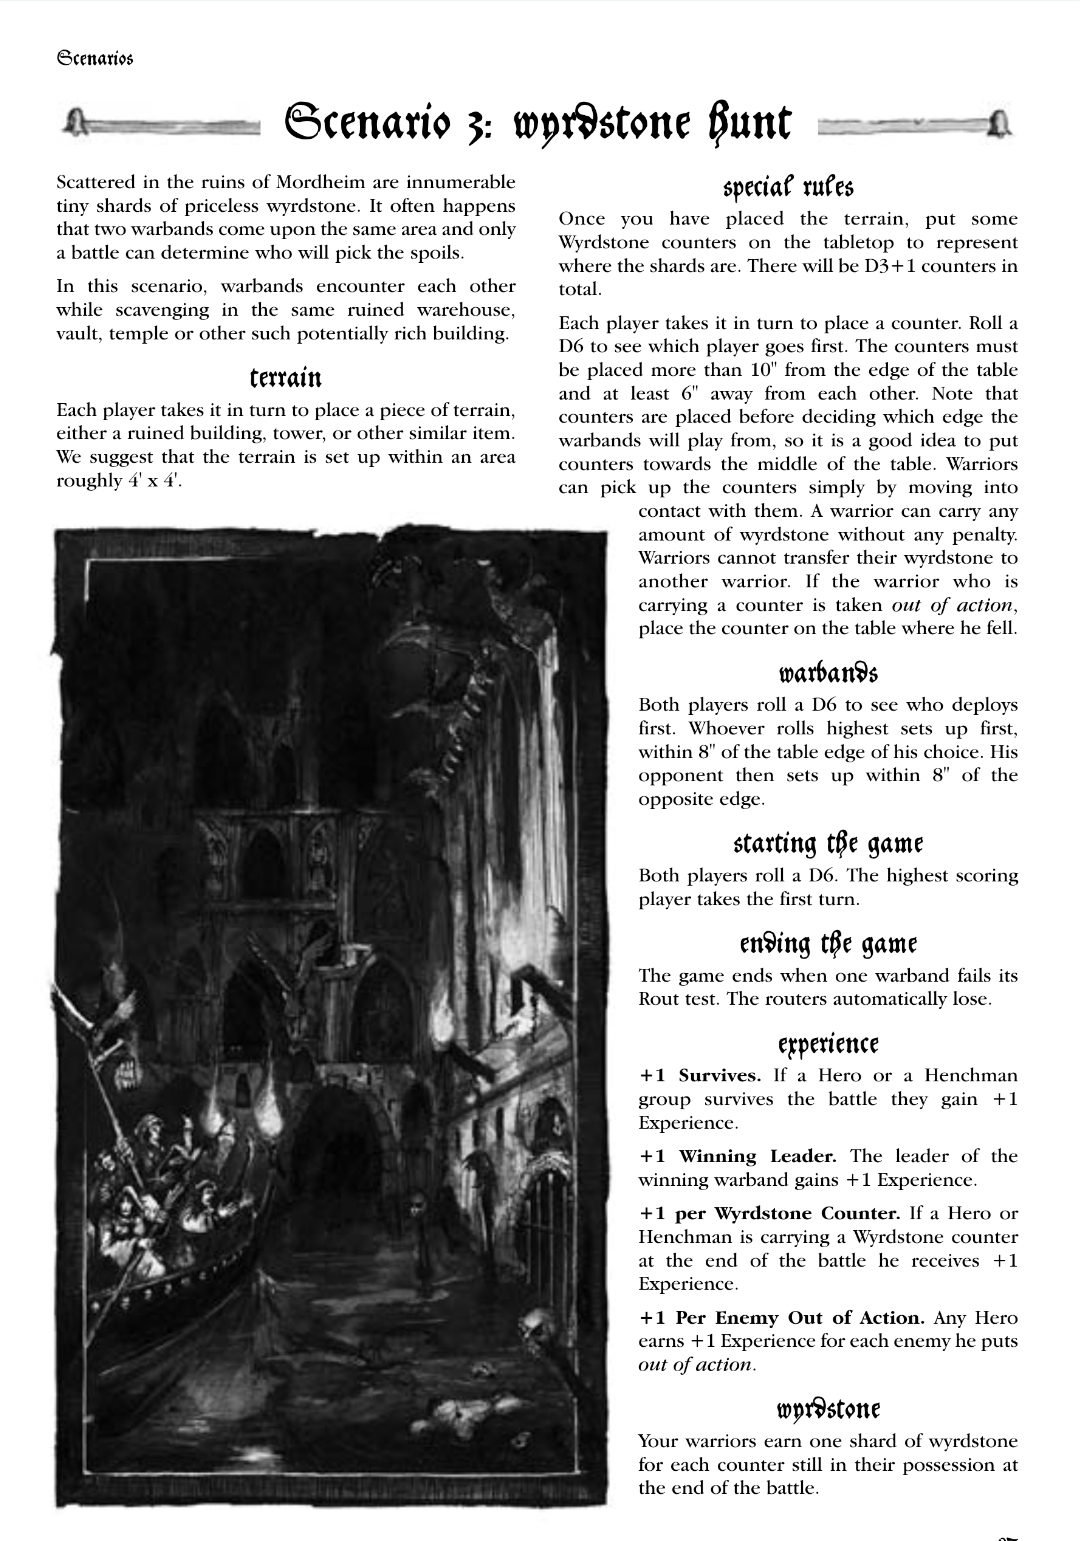 Scenarios
Scenario 3: Wyrdstone Hunt
Scattered in the ruins of Mordheim are innumerable
tiny shards of priceless wyrdstone. It often happens
that two warbands come upon the same area and only
a battle can determine who will pick the spoils.
In this scenario, warbands encounter each other
while scavenging in the same ruined warehouse,
vault, temple or other such potentially rich building.
terrain
Each player takes it in turn to place a piece of terrain,
either a ruined building, tower, or other similar item.
We suggest that the terrain is set up within an area
roughly 4' x 4'.
special rules
Once you have placed the terrain, put some
Wyrdstone counters on the tabletop to represent
where the shards are. There will be D3+1 counters in
total.
Each player takes it in turn to place a counter. Roll a
D6 to see which player goes first. The counters must
be placed more than 10" from the edge of the table
and at least 6" away from each other. Note that
counters are placed before deciding which edge the
warbands will play from, so it is a good idea to put
counters towards the middle of the table. Warriors
can pick up the counters simply by moving into
contact with them. A warrior can carry any
amount of wyrdstone without any penalty.
Warriors cannot transfer their wyrdstone to
another warrior. If the warrior who is
carrying a counter is taken out of action,
place the counter on the table where he fell.
warbands
Both players roll a D6 to see who deploys
first. Whoever rolls highest sets up first,
within 8" of the table edge of his choice. His
opponent then sets up within 8" of the
opposite edge.
starting the game
Both players roll a D6. The highest scoring
player takes the first turn.
ending the game
The game ends when one warband fails its
Rout test. The routers automatically lose.
experience
+1 Survives. If a Hero or a Henchman
group survives the battle they gain +1
Experience.
+1 Winning Leader. The leader of the
winning warband gains +1 Experience.
+1 per Wyrdstone Counter. If a Hero or
Henchman is carrying a Wyrdstone counter
at the end of the battle he receives +1
Experience.
+1 Per Enemy Out of Action. Any Hero
earns +1 Experience for each enemy he puts
out of action.
wyrdstone
Your warriors earn one shard of wyrdstone
for each counter still in their possession at
the end of the battle.